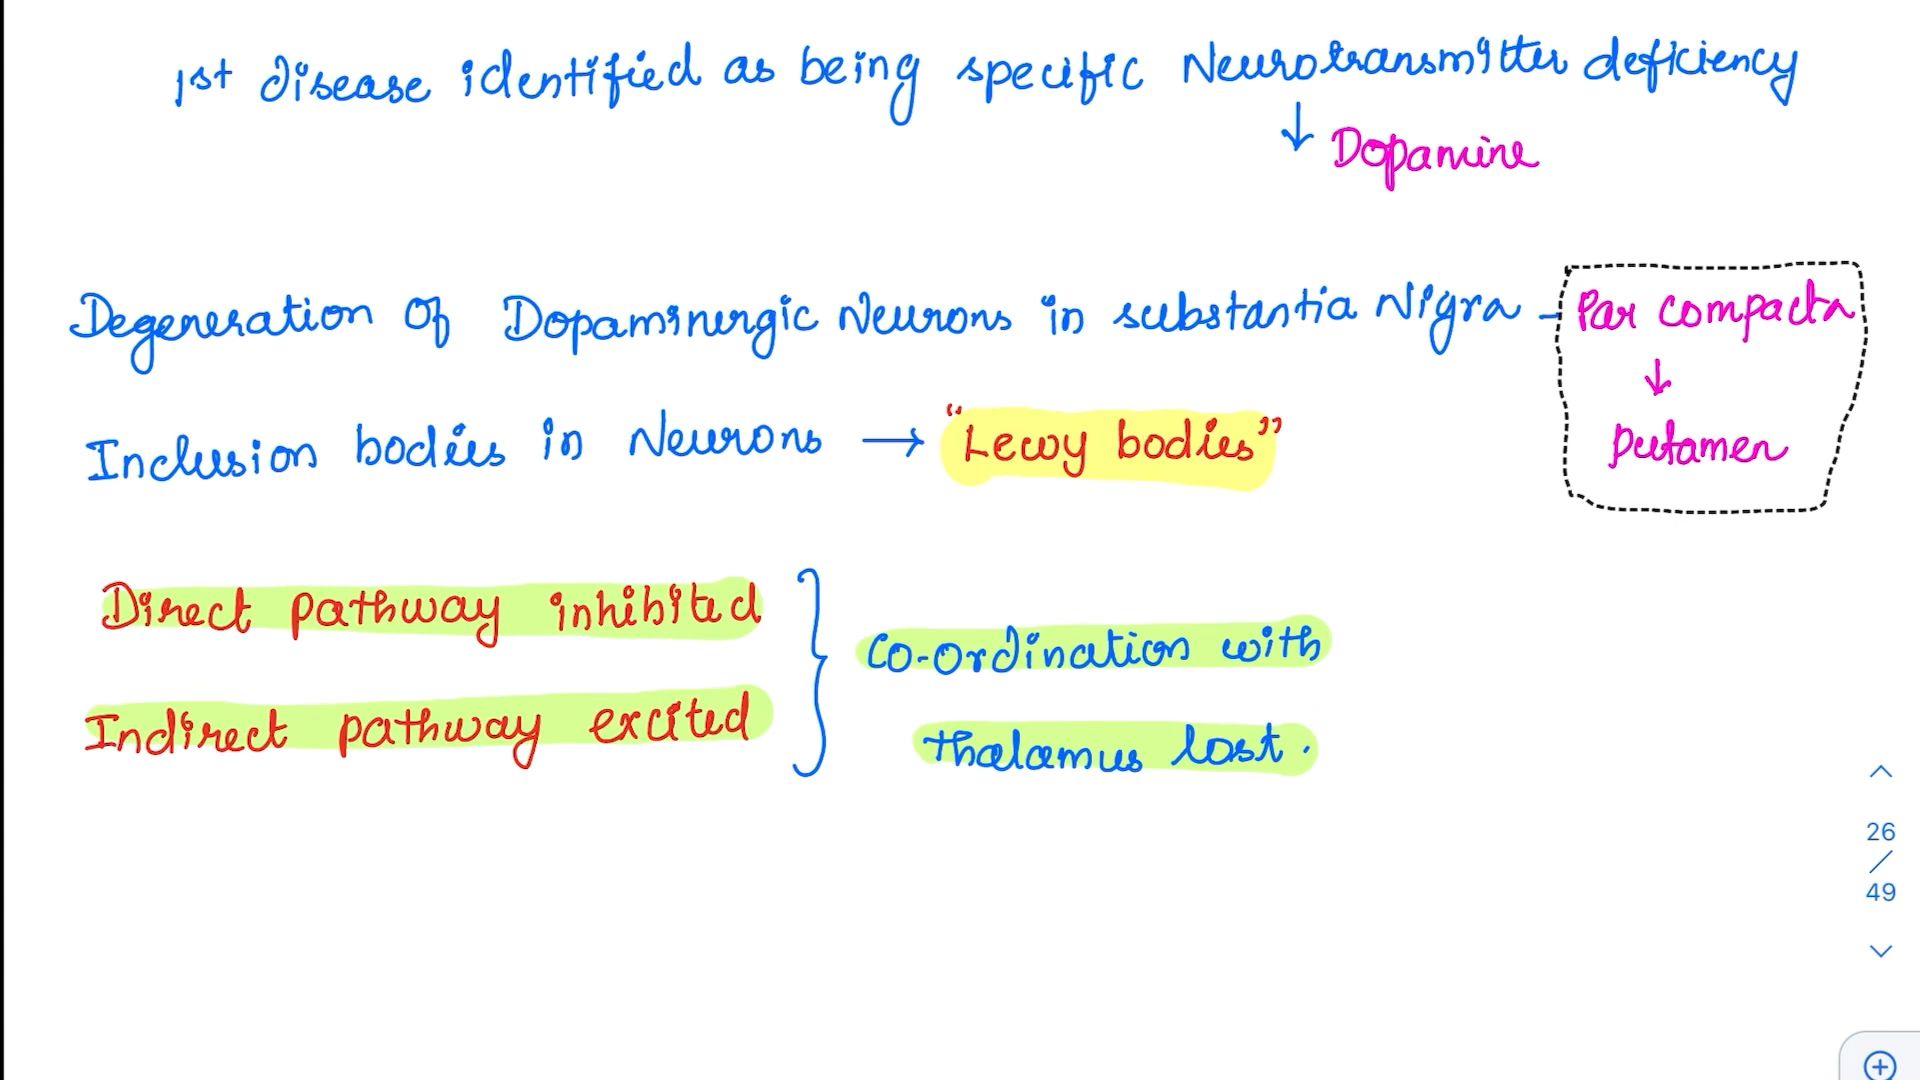 1st disease identified as being specific Neurotransmitter deficiency
↓ Dopamine
Degeneration of Dopaminergic Neurons in substantia Nigra - Par compacta
↓
Putamen
Inclusion bodies in Neurons → "Lewy bodies"
Direct pathway inhibited
Indirect pathway excited
co-ordination with
thalamus lost.
26
/
49